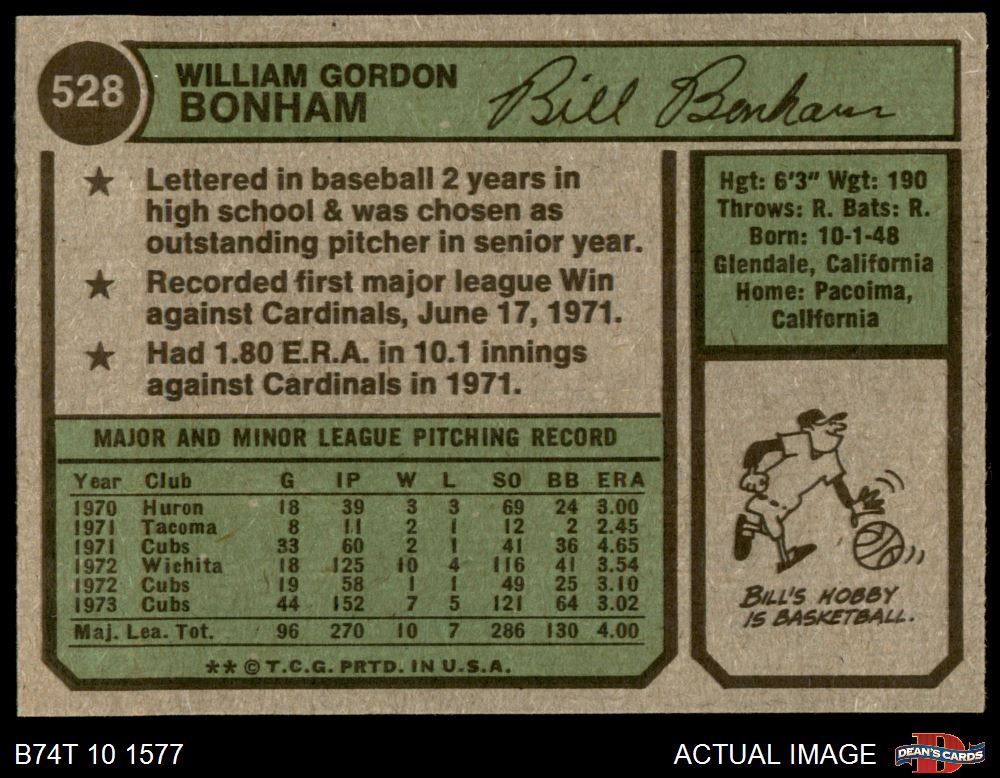 528
WILLIAM GORDON
BONHAM
Bill Bonham
★ Lettered in baseball 2 years in
high school & was chosen as
outstanding pitcher in senior year.
★ Recorded first major league Win
against Cardinals, June 17, 1971.
★ Had 1.80 E.R.A. in 10.1 innings
against Cardinals in 1971.
Hgt: 6'3" Wgt: 190
Throws: R. Bats: R.
Born: 10-1-48
Glendale, California
Home: Pacoima,
California
MAJOR AND MINOR LEAGUE PITCHING RECORD
Year Club G IP W L SO BB ERA
1970 Huron 18 39 3 3 69 24 3.00
1971 Tacoma 8 11 2 1 12 2 2.45
1971 Cubs 33 60 2 1 41 36 4.65
1972 Wichita 18 125 10 4 116 41 3.54
1972 Cubs 19 58 1 1 49 25 3.10
1973 Cubs 44 152 7 5 121 64 3.02
Maj. Lea. Tot. 96 270 10 7 286 130 4.00
** © T.C.G. PRTD. IN U.S.A.
BILL'S HOBBY
IS BASKETBALL.
B74T 10 1577
ACTUAL IMAGE
DEAN'S CARDS